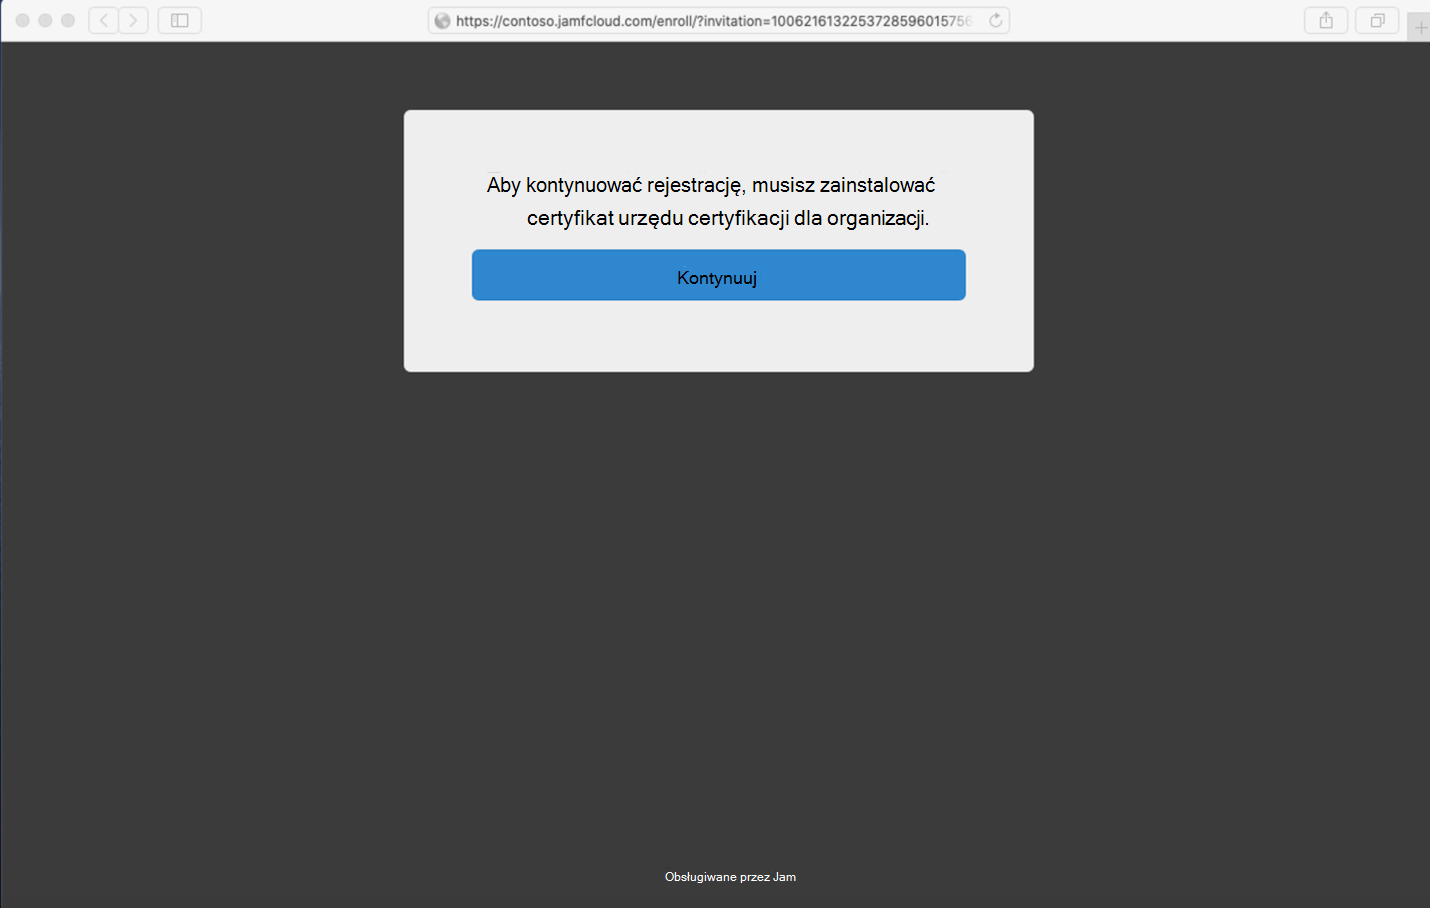 https://contoso.jamfcloud.com/enroll/?invitation=1006216132253728596015756
Aby kontynuować rejestrację, musisz zainstalować
certyfikat urzędu certyfikacji dla organizacji.
Kontynuuj
Obsługiwane przez Jam